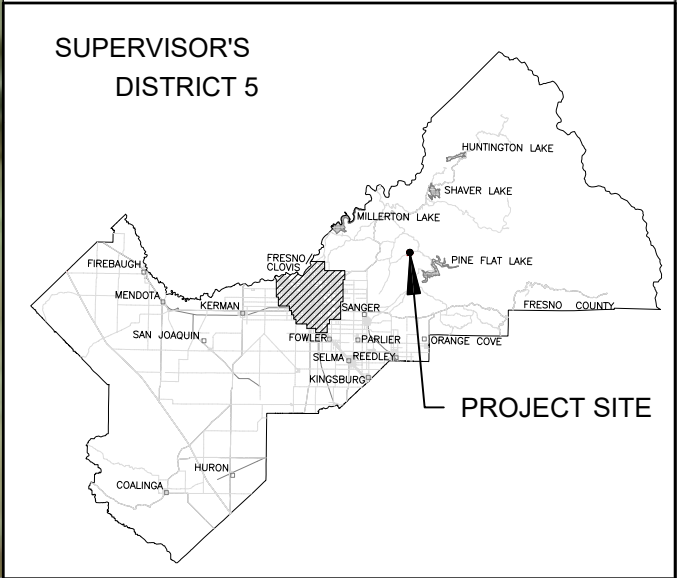 SUPERVISOR'S
DISTRICT 5
HUNTINGTON LAKE
SHAVER LAKE
MILLERTON LAKE
FRESNO/
CLOVIS
PINE FLAT LAKE
FIREBAUGH
MENDOTA
KERMAN
SANGER
FRESNO COUNTY
SAN JOAQUIN
FOWLER
PARLIER
ORANGE COVE
SELMA
REEDLEY
KINGSBURG
PROJECT SITE
HURON
COALINGA